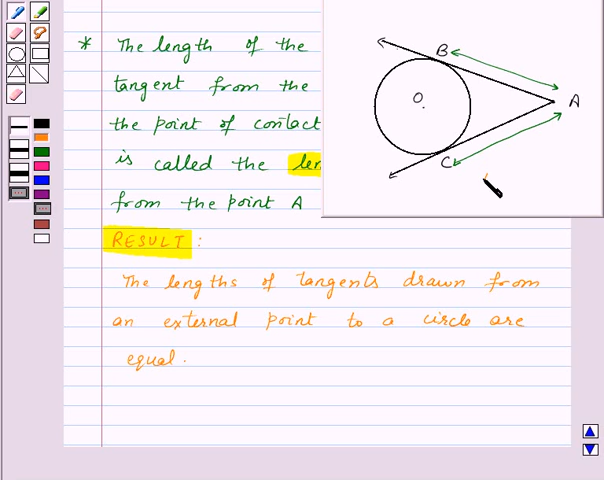 * The length of the
tangent from the
the point of contact
is called the
from the point A
RESULT :
The lengths of tangents drawn from
an external point to a circle are
equal.
B
O
A
C